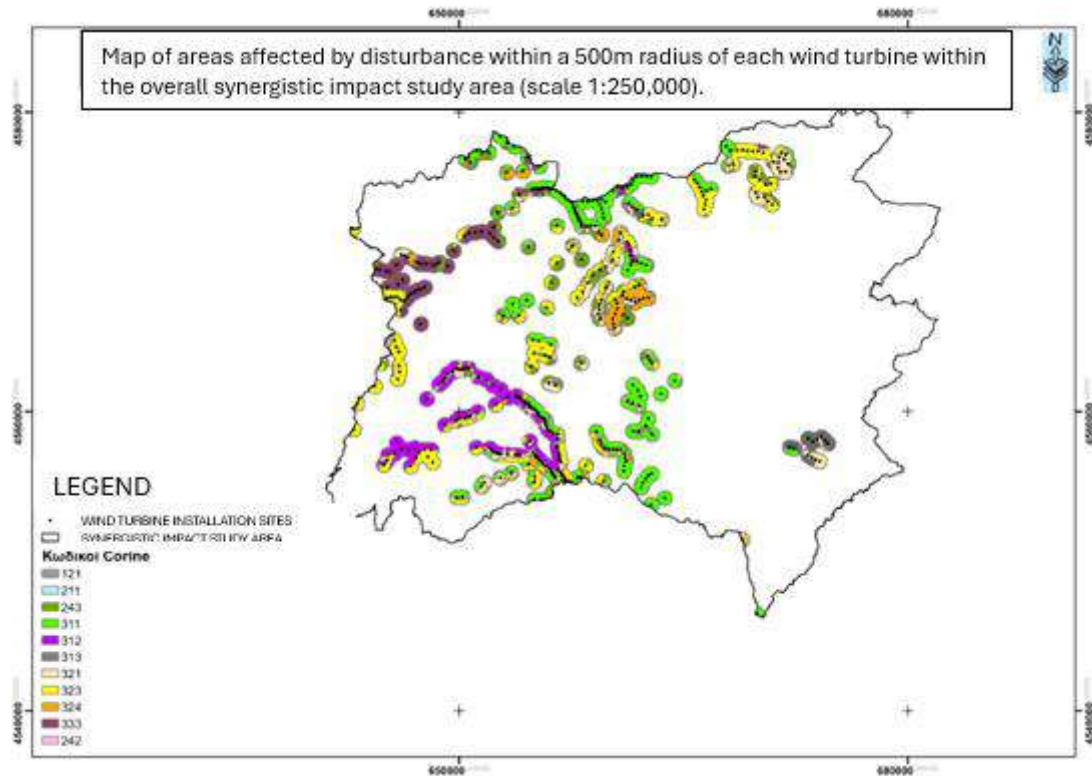 650000
680000
Map of areas affected by disturbance within a 500m radius of each wind turbine within
the overall synergistic impact study area (scale 1:250,000).
N
4580000
LEGEND
WIND TURBINE INSTALLATION SITES
SYNERGISTIC IMPACT STUDY AREA
Κωδικοί Corine
121
211
243
311
312
313
321
323
324
333
242
4560000
650000
680000